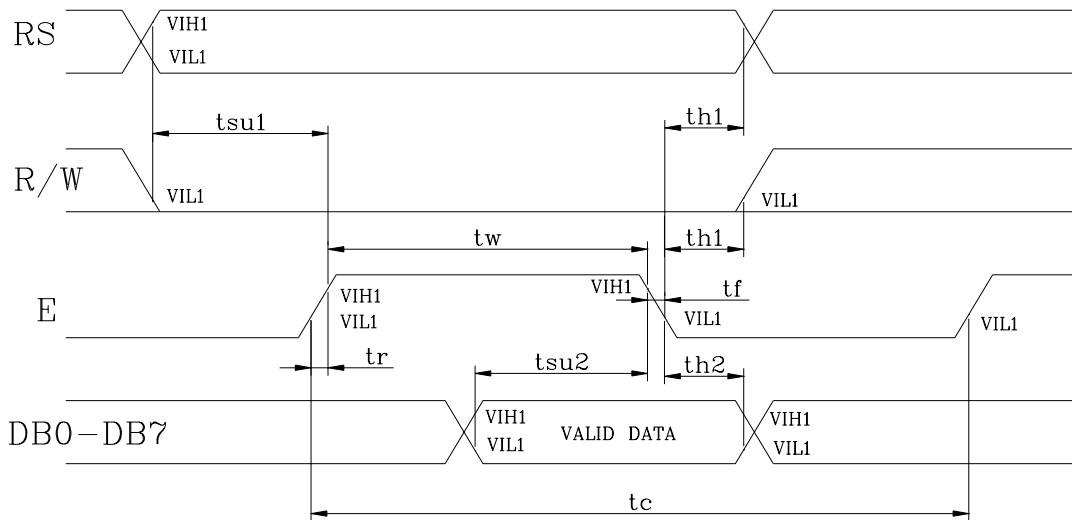 RS
VIH1
VIL1
tsu1
th1
R/W
VIL1
VIL1
tw
th1
E
VIH1
VIL1
VIH1
tf
VIL1
VIL1
tr
tsu2
th2
DB0-DB7
VIH1
VIL1
VALID DATA
VIH1
VIL1
tc